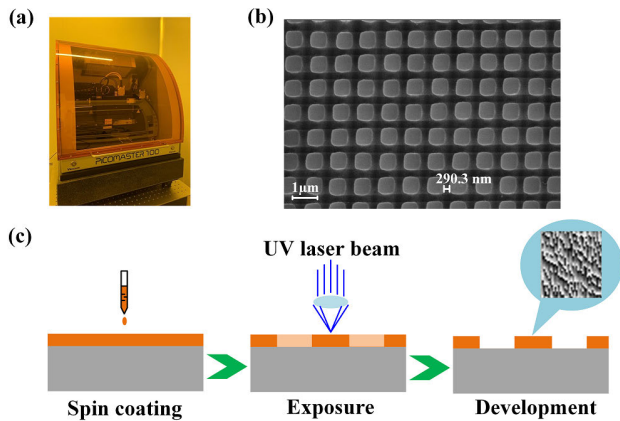 (a)
(b)
PICOMASTER 100
1μm
290.3 nm
(c)
UV laser beam
Spin coating
Exposure
Development